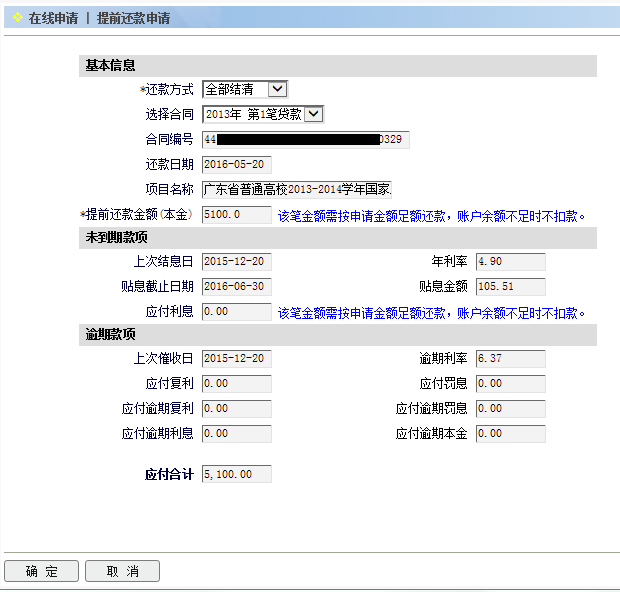 在线申请 | 提前还款申请
基本信息
*还款方式 全部结清
选择合同 2013年 第1笔贷款
合同编号 44 0329
还款日期 2016-05-20
项目名称 广东省普通高校2013-2014学年国家
*提前还款金额(本金) 5100.0 该笔金额需按申请金额足额还款，账户余额不足时不扣款。
未到期款项
上次结息日 2015-12-20 年利率 4.90
贴息截止日期 2016-06-30 贴息金额 105.51
应付利息 0.00 该笔金额需按申请金额足额还款，账户余额不足时不扣款。
逾期款项
上次催收日 2015-12-20 逾期利率 6.37
应付复利 0.00 应付罚息 0.00
应付逾期复利 0.00 应付逾期罚息 0.00
应付逾期利息 0.00 应付逾期本金 0.00
应付合计 5,100.00
确 定 取 消